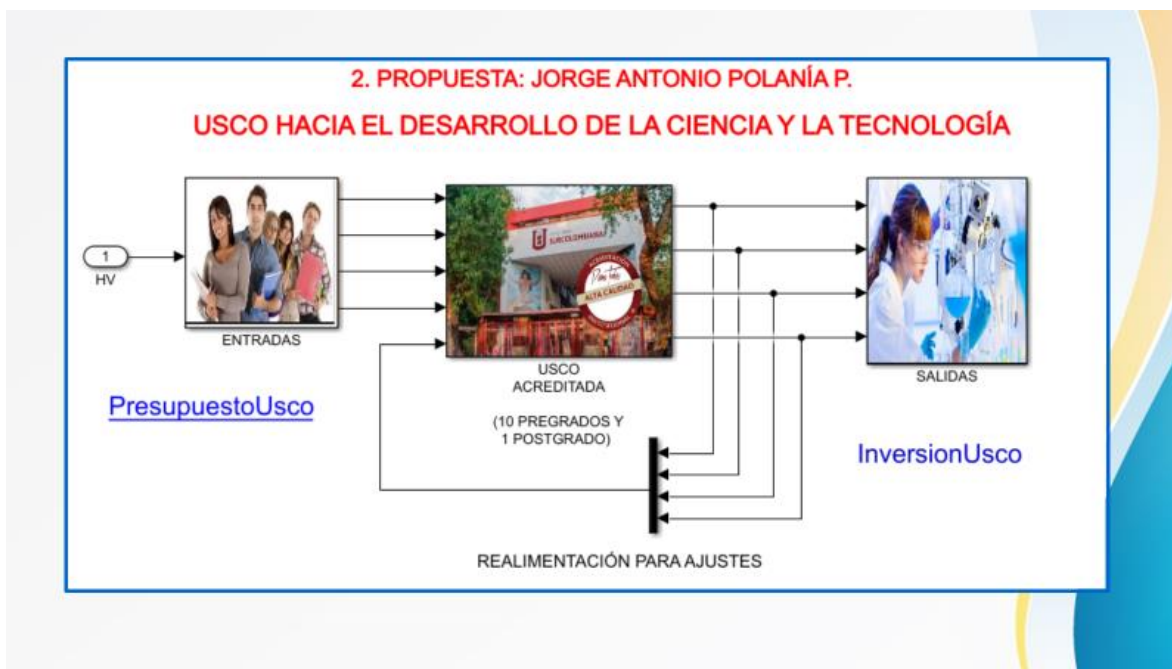 2. PROPUESTA: JORGE ANTONIO POLANÍA P.
USCO HACIA EL DESARROLLO DE LA CIENCIA Y LA TECNOLOGÍA
1
HV
ENTRADAS
SURCOLOMBIANA
ACREDITACIÓN
ALTA CALIDAD
USCO
ACREDITADA
(10 PREGRADOS Y
1 POSTGRADO)
SALIDAS
PresupuestoUsco
InversionUsco
REALIMENTACIÓN PARA AJUSTES